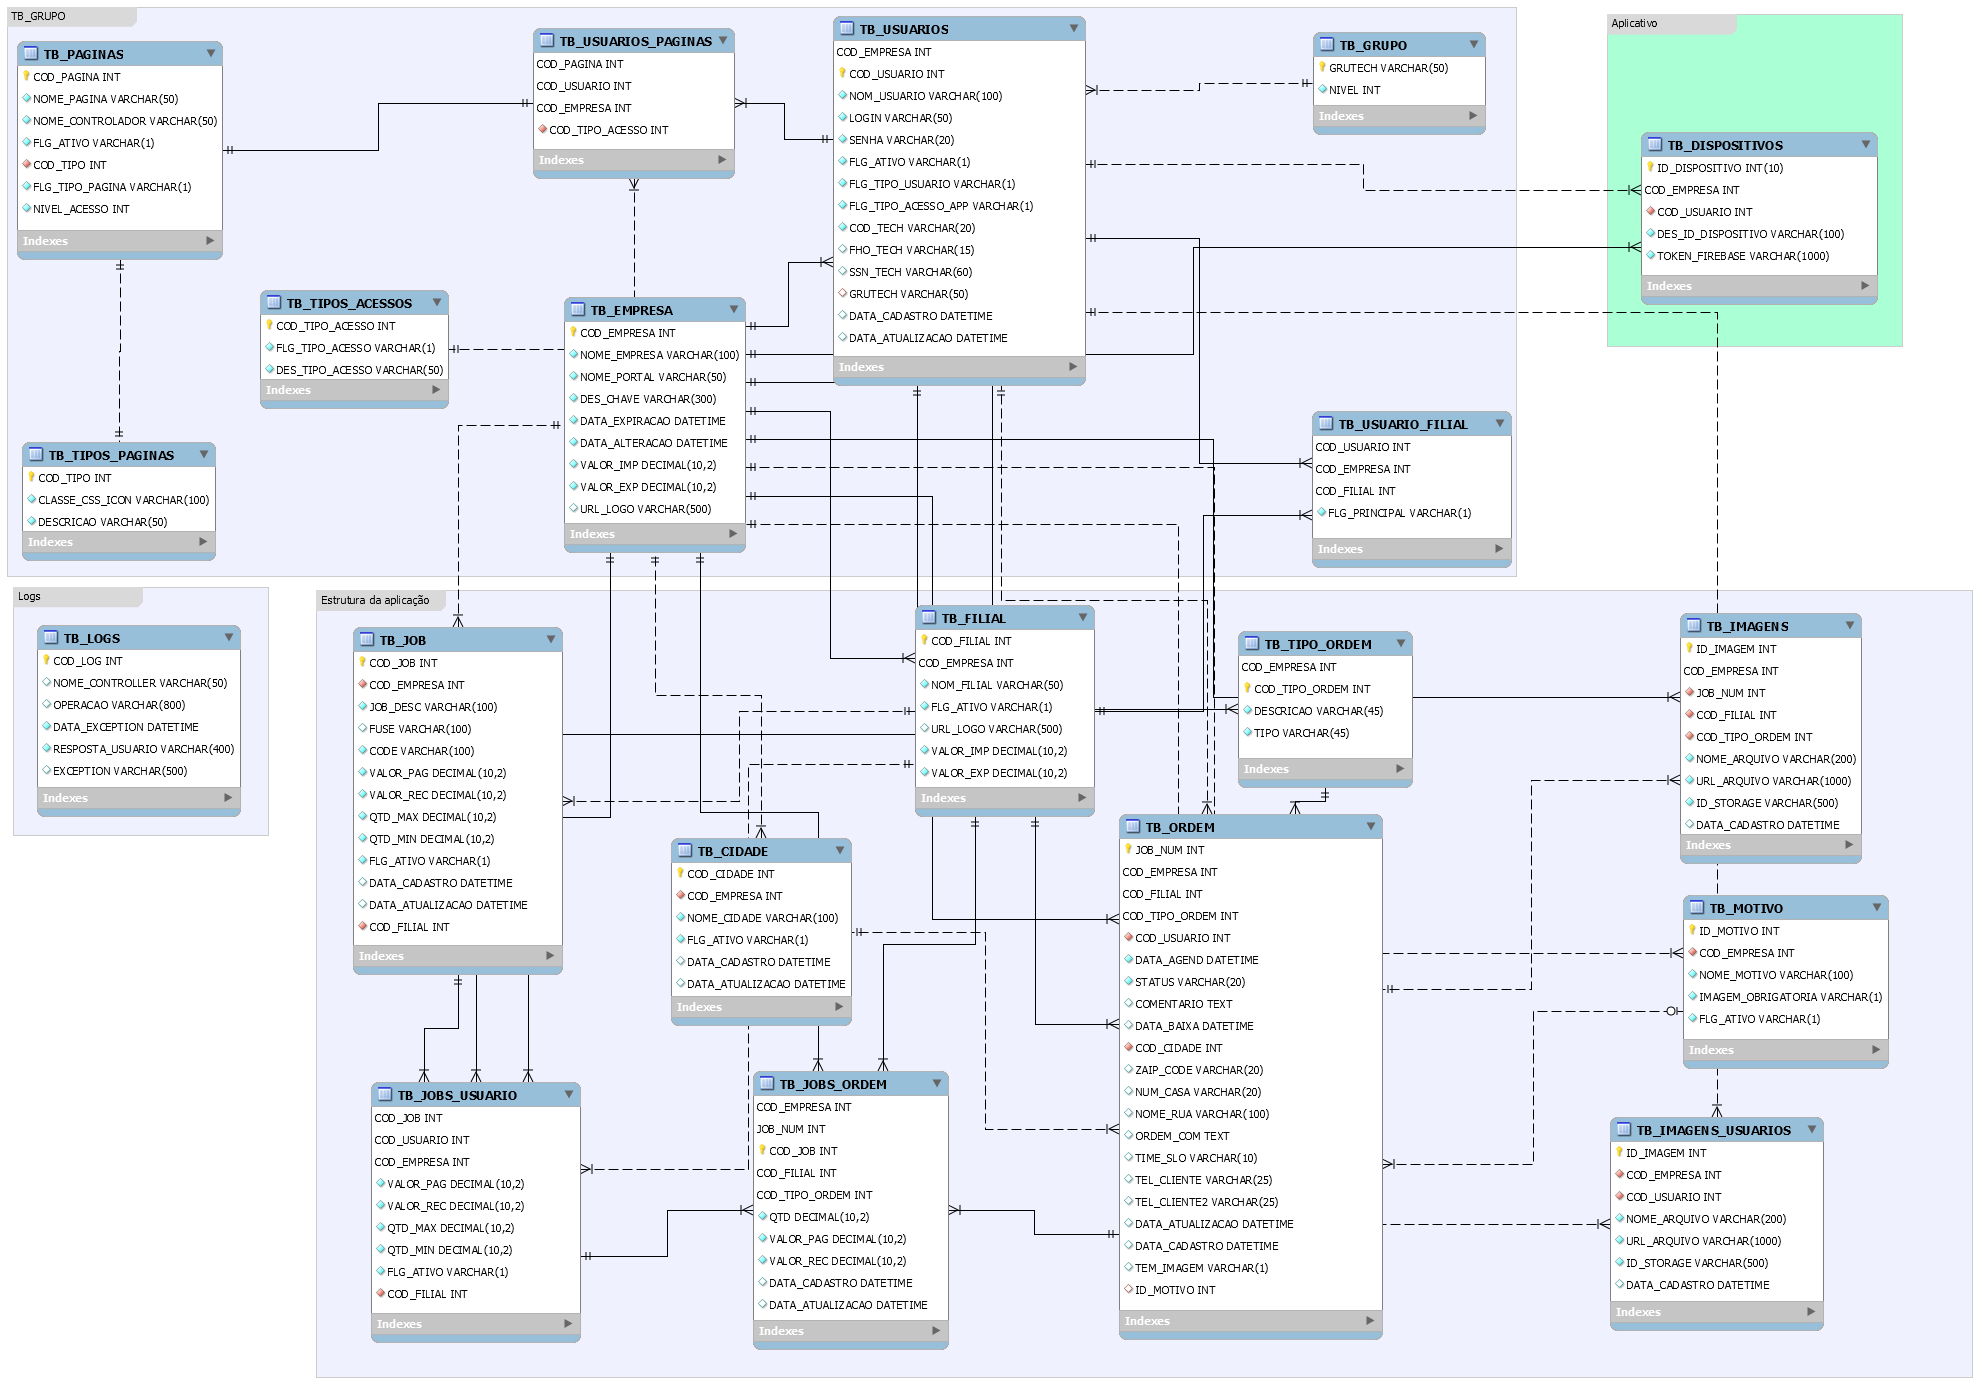 TB_GRUPO
TB_PAGINAS
COD_PAGINA INT
NOME_PAGINA VARCHAR(50)
NOME_CONTROLADOR VARCHAR(50)
FLG_ATIVO VARCHAR(1)
COD_TIPO INT
FLG_TIPO_PAGINA VARCHAR(1)
NIVEL_ACESSO INT
Indexes
TB_USUARIOS_PAGINAS
COD_PAGINA INT
COD_USUARIO INT
COD_EMPRESA INT
COD_TIPO_ACESSO INT
Indexes
TB_USUARIOS
COD_EMPRESA INT
COD_USUARIO INT
NOM_USUARIO VARCHAR(100)
LOGIN VARCHAR(50)
SENHA VARCHAR(20)
FLG_ATIVO VARCHAR(1)
FLG_TIPO_USUARIO VARCHAR(1)
FLG_TIPO_ACESSO_APP VARCHAR(1)
COD_TECH VARCHAR(20)
FHO_TECH VARCHAR(15)
SSN_TECH VARCHAR(60)
GRUTECH VARCHAR(50)
DATA_CADASTRO DATETIME
DATA_ATUALIZACAO DATETIME
Indexes
TB_GRUPO
GRUTECH VARCHAR(50)
NIVEL INT
Indexes
Aplicativo
TB_DISPOSITIVOS
ID_DISPOSITIVO INT(10)
COD_EMPRESA INT
COD_USUARIO INT
DES_ID_DISPOSITIVO VARCHAR(100)
TOKEN_FIREBASE VARCHAR(1000)
Indexes
TB_TIPOS_ACESSOS
COD_TIPO_ACESSO INT
FLG_TIPO_ACESSO VARCHAR(1)
DES_TIPO_ACESSO VARCHAR(50)
Indexes
TB_EMPRESA
COD_EMPRESA INT
NOME_EMPRESA VARCHAR(100)
NOME_PORTAL VARCHAR(50)
DES_CHAVE VARCHAR(300)
DATA_EXPIRACAO DATETIME
DATA_ALTERACAO DATETIME
VALOR_IMP DECIMAL(10,2)
VALOR_EXP DECIMAL(10,2)
URL_LOGO VARCHAR(500)
Indexes
TB_TIPOS_PAGINAS
COD_TIPO INT
CLASSE_CSS_ICON VARCHAR(100)
DESCRICAO VARCHAR(50)
Indexes
TB_USUARIO_FILIAL
COD_USUARIO INT
COD_EMPRESA INT
COD_FILIAL INT
FLG_PRINCIPAL VARCHAR(1)
Indexes
Logs
TB_LOGS
COD_LOG INT
NOME_CONTROLLER VARCHAR(50)
OPERACAO VARCHAR(800)
DATA_EXCEPTION DATETIME
RESPOSTA_USUARIO VARCHAR(400)
EXCEPTION VARCHAR(500)
Indexes
Estrutura da aplicação
TB_JOB
COD_JOB INT
COD_EMPRESA INT
JOB_DESC VARCHAR(100)
FUSE VARCHAR(100)
CODE VARCHAR(100)
VALOR_PAG DECIMAL(10,2)
VALOR_REC DECIMAL(10,2)
QTD_MAX DECIMAL(10,2)
QTD_MIN DECIMAL(10,2)
FLG_ATIVO VARCHAR(1)
DATA_CADASTRO DATETIME
DATA_ATUALIZACAO DATETIME
COD_FILIAL INT
Indexes
TB_FILIAL
COD_FILIAL INT
COD_EMPRESA INT
NOM_FILIAL VARCHAR(50)
FLG_ATIVO VARCHAR(1)
URL_LOGO VARCHAR(500)
VALOR_IMP DECIMAL(10,2)
VALOR_EXP DECIMAL(10,2)
Indexes
TB_TIPO_ORDEM
COD_EMPRESA INT
COD_TIPO_ORDEM INT
DESCRICAO VARCHAR(45)
TIPO VARCHAR(45)
Indexes
TB_IMAGENS
ID_IMAGEM INT
COD_EMPRESA INT
JOB_NUM INT
COD_FILIAL INT
COD_TIPO_ORDEM INT
NOME_ARQUIVO VARCHAR(200)
URL_ARQUIVO VARCHAR(1000)
ID_STORAGE VARCHAR(500)
DATA_CADASTRO DATETIME
Indexes
TB_CIDADE
COD_CIDADE INT
COD_EMPRESA INT
NOME_CIDADE VARCHAR(100)
FLG_ATIVO VARCHAR(1)
DATA_CADASTRO DATETIME
DATA_ATUALIZACAO DATETIME
Indexes
TB_ORDEM
JOB_NUM INT
COD_EMPRESA INT
COD_FILIAL INT
COD_TIPO_ORDEM INT
COD_USUARIO INT
DATA_AGEND DATETIME
STATUS VARCHAR(20)
COMENTARIO TEXT
DATA_BAIXA DATETIME
COD_CIDADE INT
ZAIP_CODE VARCHAR(20)
NUM_CASA VARCHAR(20)
NOME_RUA VARCHAR(100)
ORDEM_COM TEXT
TIME_SLO VARCHAR(10)
TEL_CLIENTE VARCHAR(25)
TEL_CLIENTE2 VARCHAR(25)
DATA_ATUALIZACAO DATETIME
DATA_CADASTRO DATETIME
TEM_IMAGEM VARCHAR(1)
ID_MOTIVO INT
Indexes
TB_MOTIVO
ID_MOTIVO INT
COD_EMPRESA INT
NOME_MOTIVO VARCHAR(100)
IMAGEM_OBRIGATORIA VARCHAR(1)
FLG_ATIVO VARCHAR(1)
Indexes
TB_JOBS_USUARIO
COD_JOB INT
COD_USUARIO INT
COD_EMPRESA INT
VALOR_PAG DECIMAL(10,2)
VALOR_REC DECIMAL(10,2)
QTD_MAX DECIMAL(10,2)
QTD_MIN DECIMAL(10,2)
FLG_ATIVO VARCHAR(1)
COD_FILIAL INT
Indexes
TB_JOBS_ORDEM
COD_EMPRESA INT
JOB_NUM INT
COD_JOB INT
COD_FILIAL INT
COD_TIPO_ORDEM INT
QTD DECIMAL(10,2)
VALOR_PAG DECIMAL(10,2)
VALOR_REC DECIMAL(10,2)
DATA_CADASTRO DATETIME
DATA_ATUALIZACAO DATETIME
Indexes
TB_IMAGENS_USUARIOS
ID_IMAGEM INT
COD_EMPRESA INT
COD_USUARIO INT
NOME_ARQUIVO VARCHAR(200)
URL_ARQUIVO VARCHAR(1000)
ID_STORAGE VARCHAR(500)
DATA_CADASTRO DATETIME
Indexes